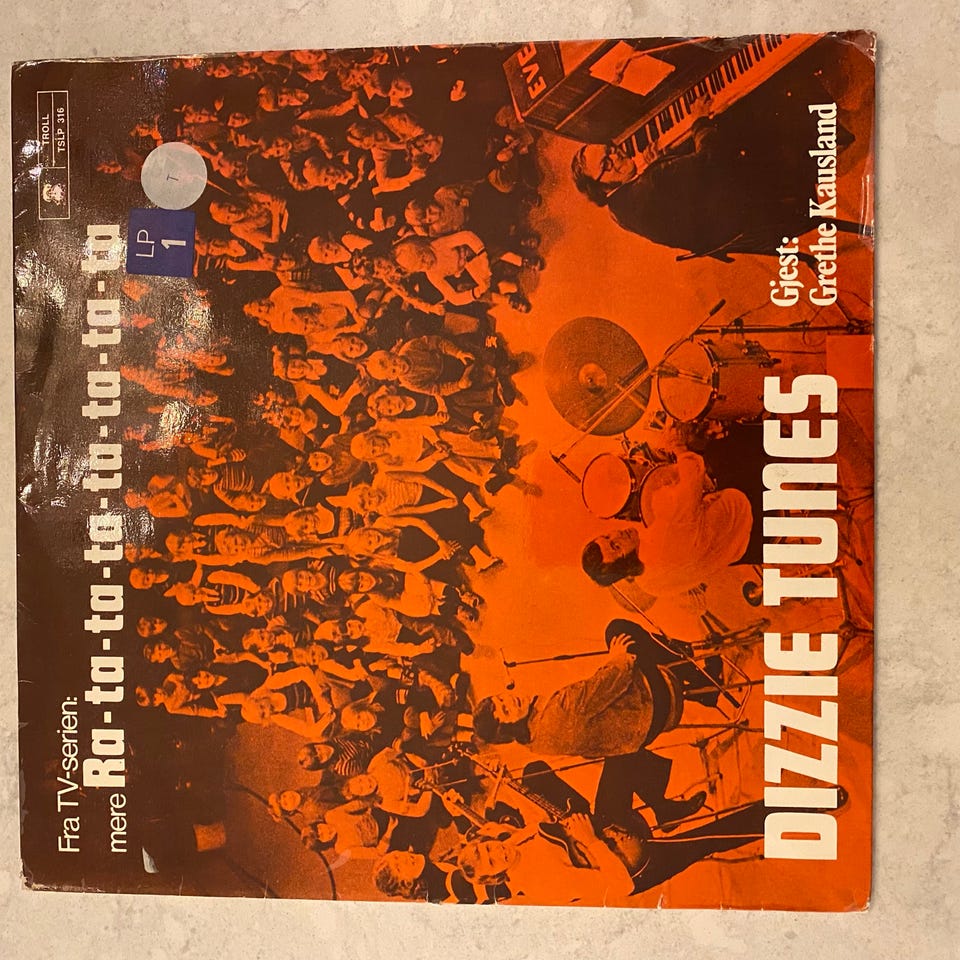 TROLL
TSLP 316
Fra TV-serien:
mere Ra-ta-ta-ta-ta-ta-ta-ta
T
LP
1
Gjest:
Grethe Kausland
DIZZIE TUNES